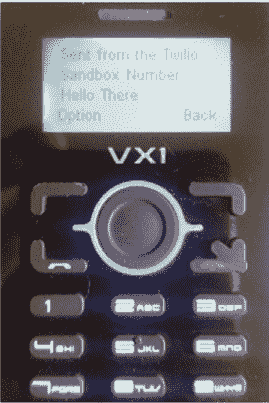 Sent from the Twilio
Sandbox Number
Hello There
Option Back
VX1
1 2 ABC 3 DEF
4 GHI 5 JKL 6 MNO
7 PQRS 8 TUV 9 WXYZ